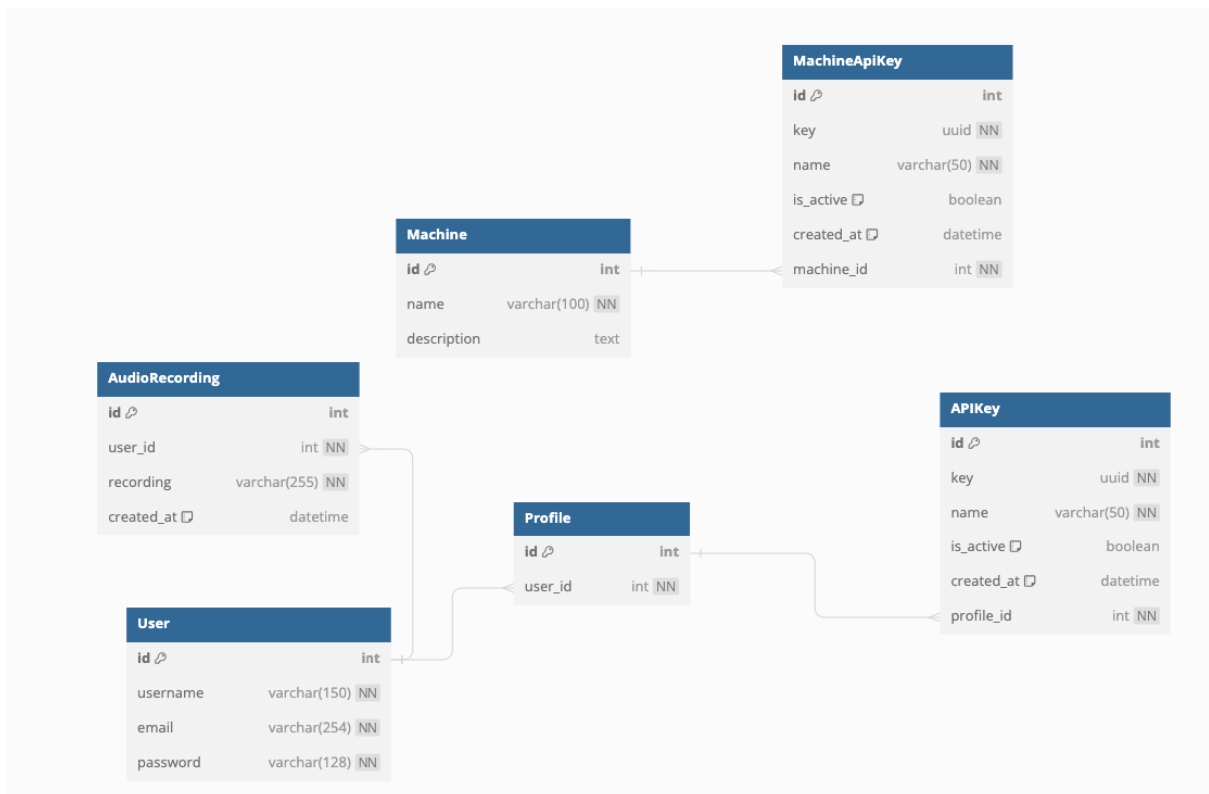 MachineApiKey
id int
key uuid NN
name varchar(50) NN
is_active boolean
created_at datetime
machine_id int NN
Machine
id int
name varchar(100) NN
description text
AudioRecording
id int
user_id int NN
recording varchar(255) NN
created_at datetime
APIKey
id int
key uuid NN
name varchar(50) NN
is_active boolean
created_at datetime
profile_id int NN
Profile
id int
user_id int NN
User
id int
username varchar(150) NN
email varchar(254) NN
password varchar(128) NN